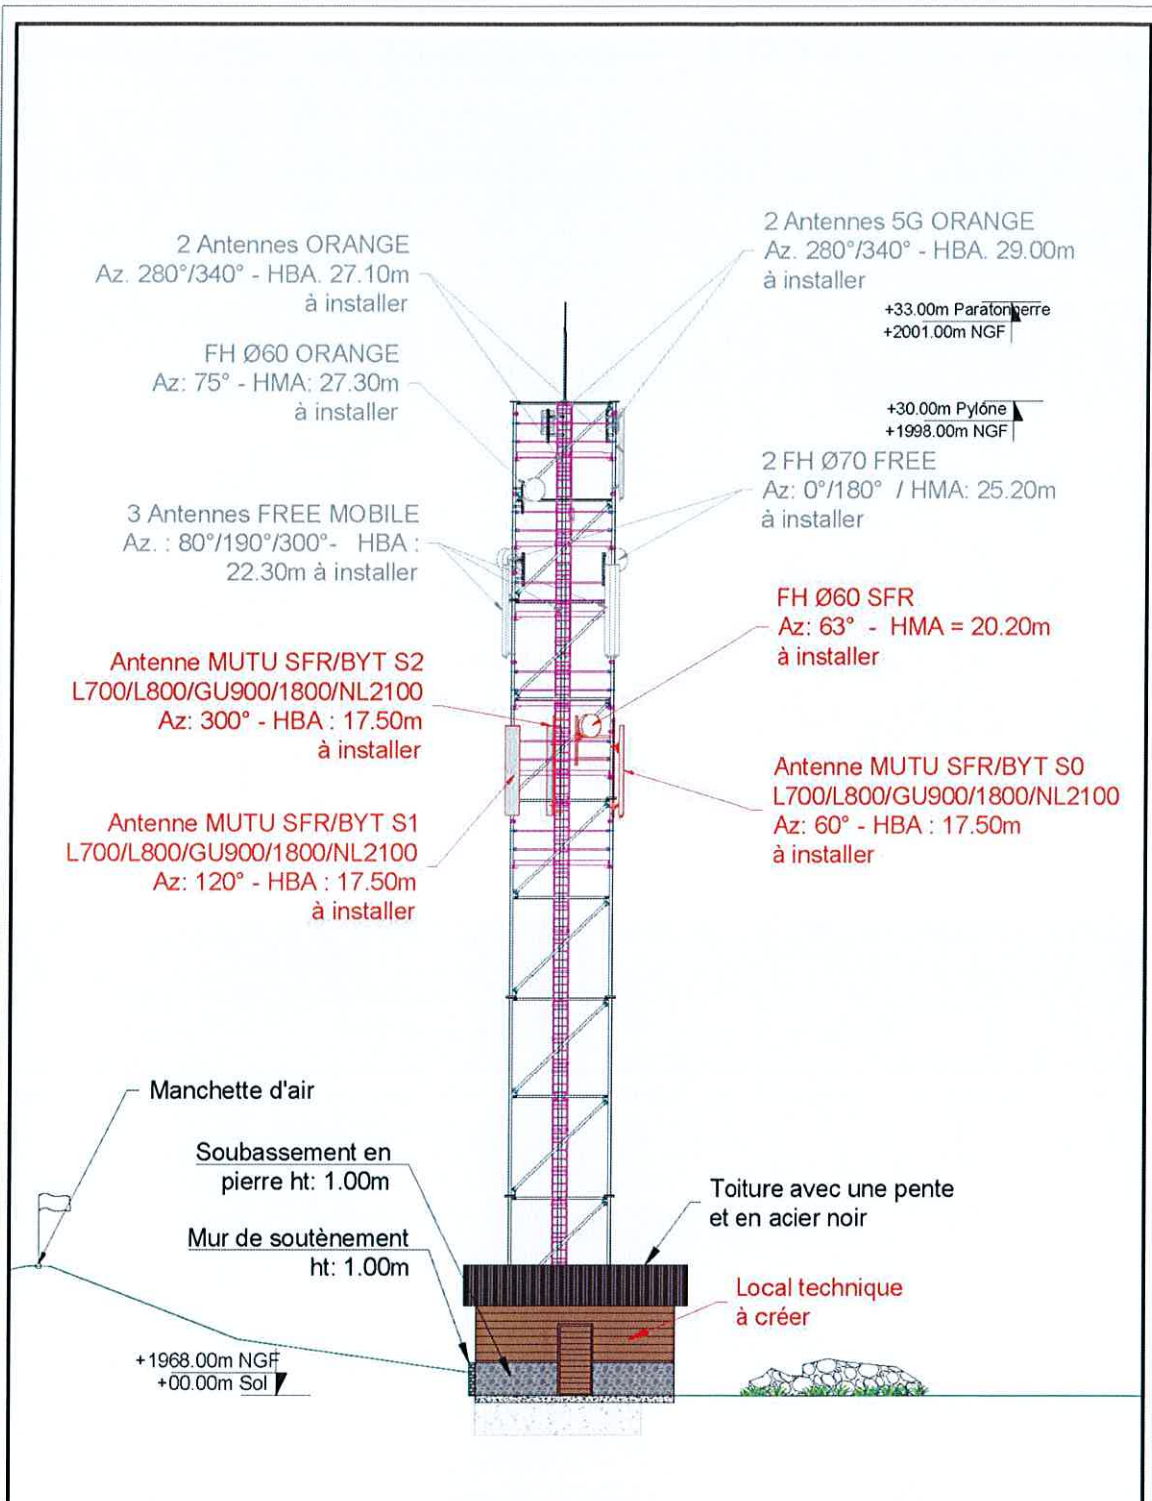 2 Antennes ORANGE
Az. 280°/340° - HBA. 27.10m
à installer
2 Antennes 5G ORANGE
Az. 280°/340° - HBA. 29.00m
à installer
+33.00m Paratonnerre
+2001.00m NGF
FH Ø60 ORANGE
Az: 75° - HMA: 27.30m
à installer
+30.00m Pylône
+1998.00m NGF
2 FH Ø70 FREE
Az: 0°/180° / HMA: 25.20m
à installer
3 Antennes FREE MOBILE
Az. : 80°/190°/300°- HBA :
22.30m à installer
FH Ø60 SFR
Az: 63° - HMA = 20.20m
à installer
Antenne MUTU SFR/BYT S2
L700/L800/GU900/1800/NL2100
Az: 300° - HBA : 17.50m
à installer
Antenne MUTU SFR/BYT S0
L700/L800/GU900/1800/NL2100
Az: 60° - HBA : 17.50m
à installer
Antenne MUTU SFR/BYT S1
L700/L800/GU900/1800/NL2100
Az: 120° - HBA : 17.50m
à installer
Manchette d'air
Soubassement en
pierre ht: 1.00m
Mur de soutènement
ht: 1.00m
Toiture avec une pente
et en acier noir
Local technique
à créer
+1968.00m NGF
+00.00m Sol